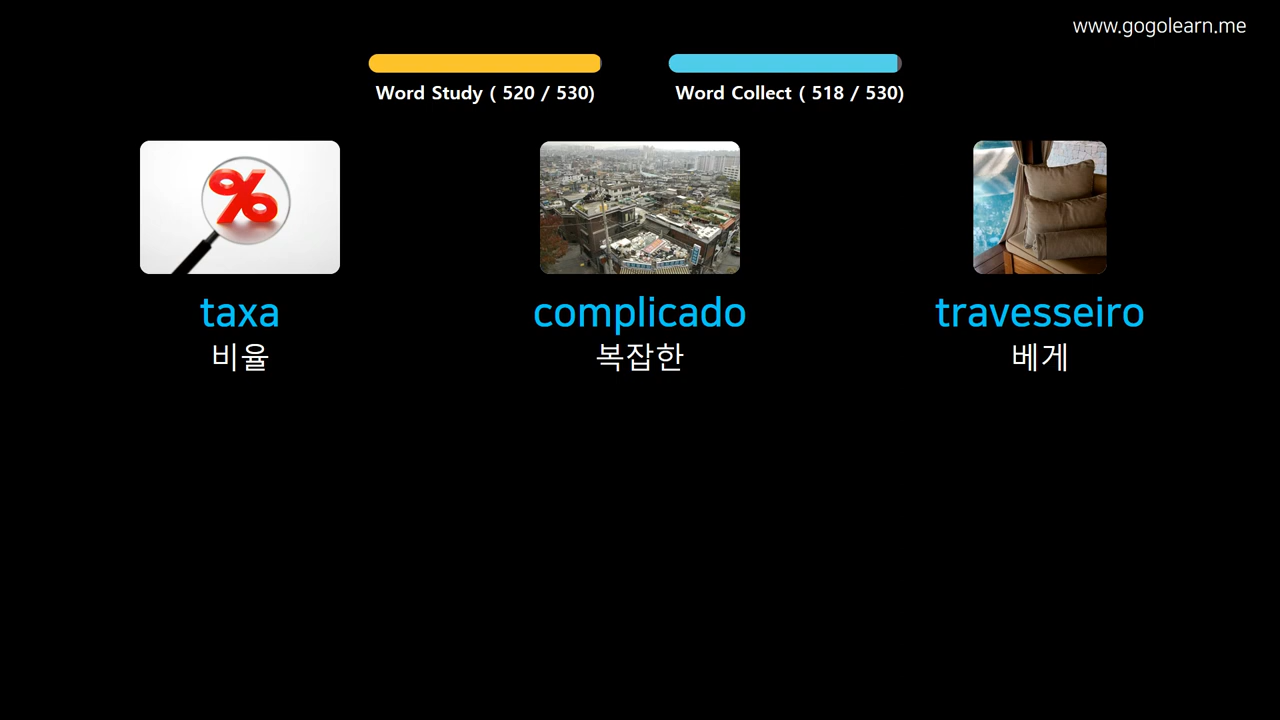 www.gogolearn.me
Word Study ( 520 / 530)
Word Collect ( 518 / 530)
%
taxa
비율
complicado
복잡한
travesseiro
베게